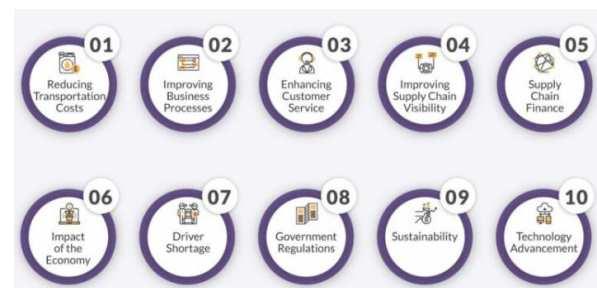 01
Reducing
Transportation
Costs
02
Improving
Business
Processes
03
Enhancing
Customer
Service
04
Improving
Supply Chain
Visibility
05
Supply
Chain
Finance
06
Impact
of the
Economy
07
Driver
Shortage
08
Government
Regulations
09
Sustainability
10
Technology
Advancement